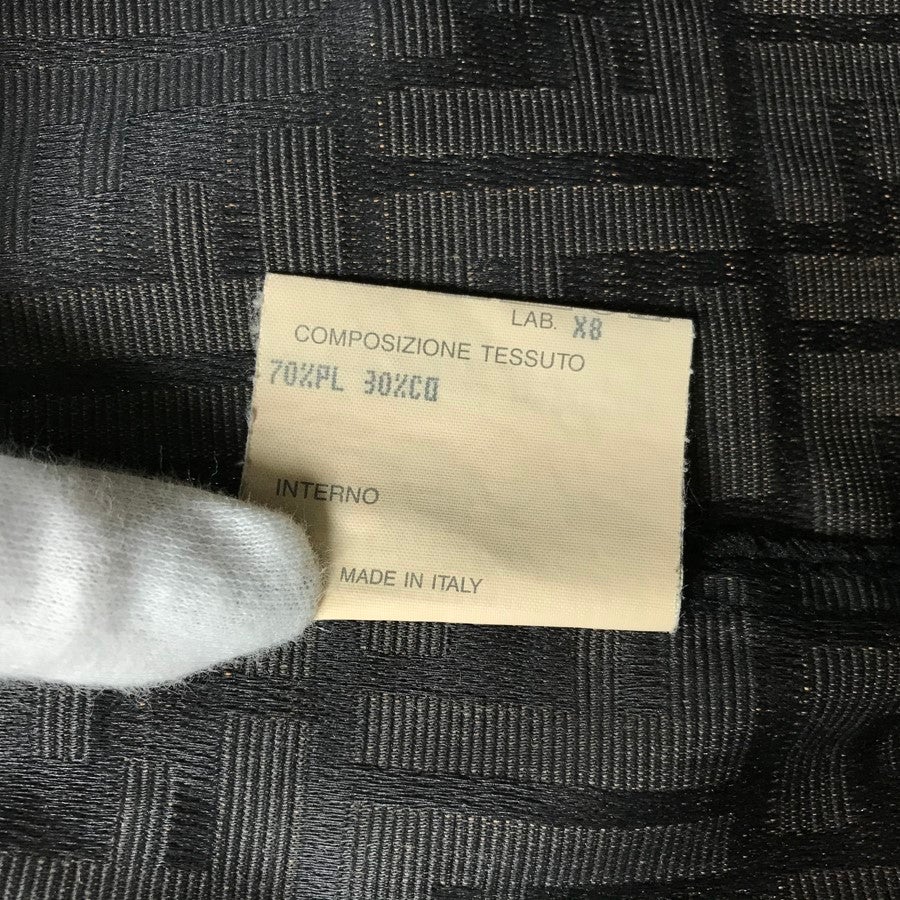 LAB. X8
COMPOSIZIONE TESSUTO
70%PL 30%CO
INTERNO
MADE IN ITALY